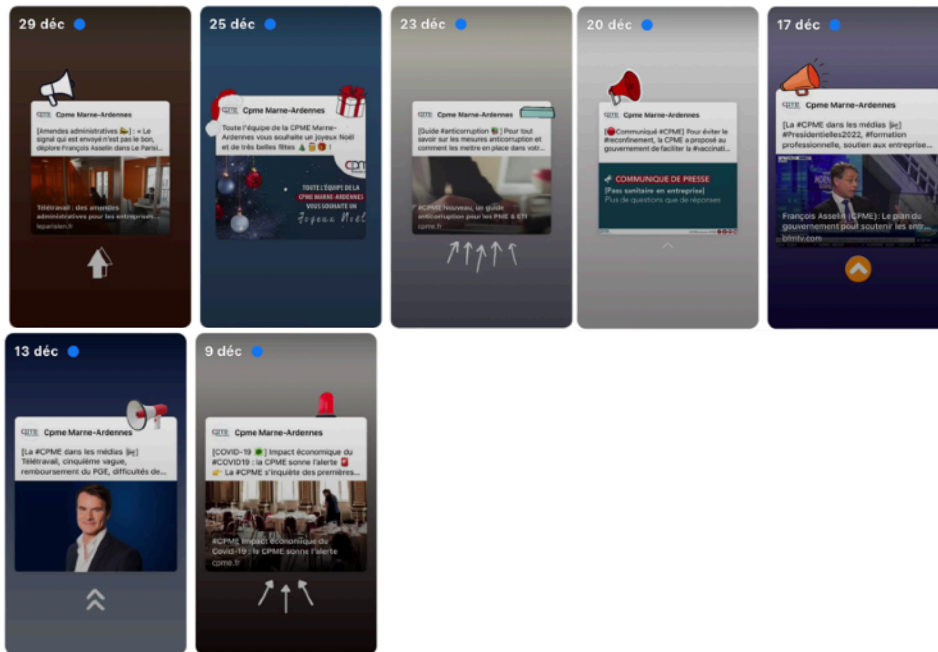 29 déc
Cpme Marne-Ardennes
[Amendes administratives] : « Le
signal qui est envoyé n'est pas le bon,
déplore François Asselin dans Le Parisi...
Télétravail : des amendes
administratives pour les entreprises...
leparisien.fr
25 déc
Cpme Marne-Ardennes
Toute l'équipe de la CPME Marne-
Ardennes vous souhaite un joyeux Noël
et de très belles fêtes !
TOUTE L'ÉQUIPE DE LA
CPME MARNE-ARDENNES
VOUS SOUHAITE UN
Joyeux Noël
23 déc
Cpme Marne-Ardennes
[Guide #anticorruption] Pour tout
savoir sur les mesures anticorruption et
comment les mettre en place dans votr...
#CPME Nouveau, un guide
anticorruption pour les PME & ETI
cpme.fr
20 déc
Cpme Marne-Ardennes
[Communiqué #CPME] Pour éviter le
#reconfinement, la CPME a proposé au
gouvernement de faciliter la #vaccinati...
COMMUNIQUE DE PRESSE
[Pass sanitaire en entreprise]
Plus de questions que de réponses
17 déc
Cpme Marne-Ardennes
[La #CPME dans les médias]
#Presidentielles2022, #formation
professionnelle, soutien aux entreprise...
François Asselin (CPME): Le plan du
gouvernement pour soutenir les entr...
bfmtv.com
13 déc
CPME Cpme Marne-Ardennes
[La #CPME dans les médias]
Télétravail, cinquième vague,
remboursement du PGE, difficultés de...
9 déc
CPME Cpme Marne-Ardennes
[COVID-19] Impact économique du
#COVID19 : la CPME sonne l'alerte
La #CPME s'inquiète des premières...
#CPME Impact économique du
Covid-19 : la CPME sonne l'alerte
cpme.fr